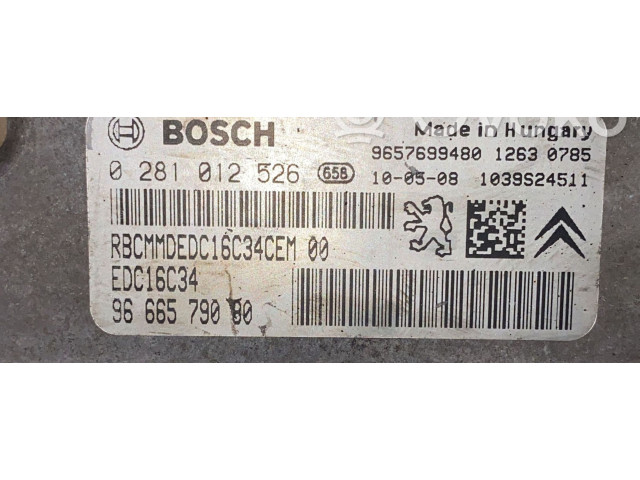 BOSCH
Made in Hungary
9657699480 1263 0785
0 281 012 526 658
10-05-08 1039S24511
RBCMMDEDC16C34CEM 00
EDC16C34
96 665 790 80